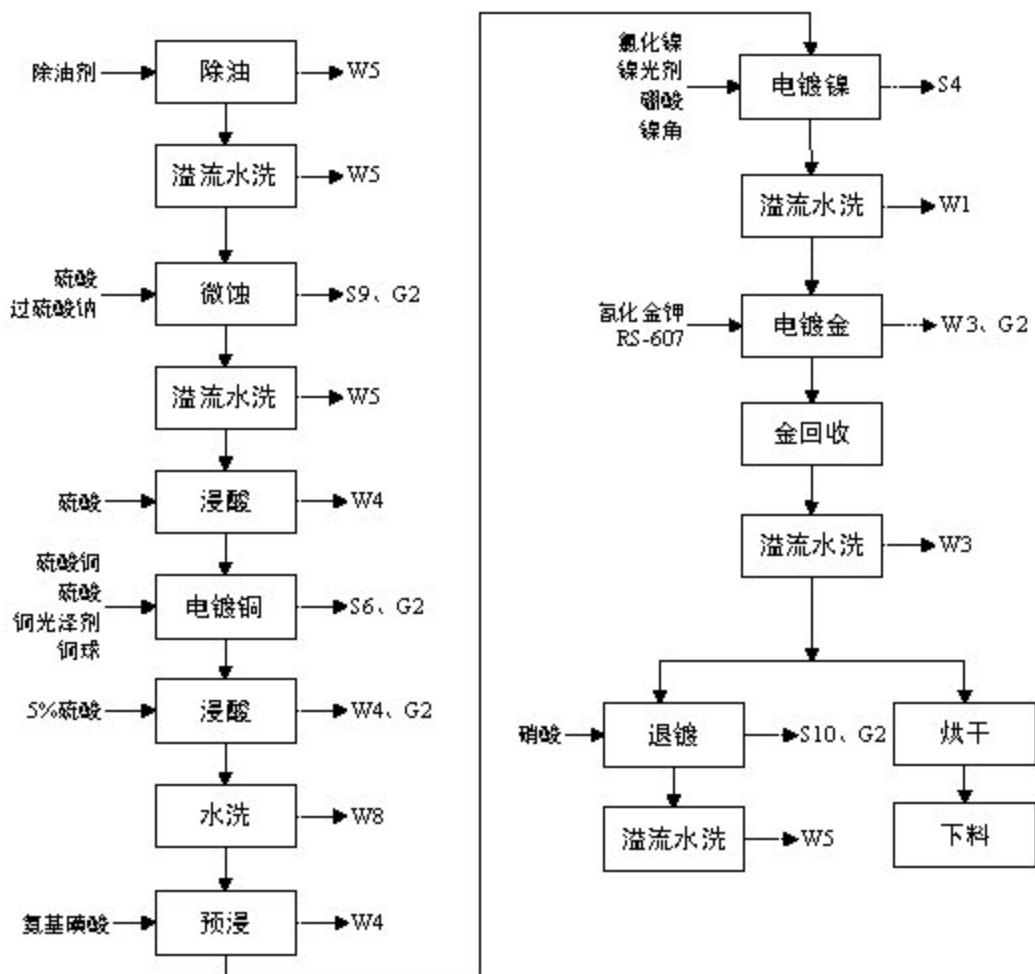 除油剂
除油
W5
溢流水洗
W5
硫酸
过硫酸钠
微蚀
S9、G2
溢流水洗
W5
硫酸
浸酸
W4
硫酸铜
硫酸
铜光泽剂
铜球
电镀铜
S6、G2
5%硫酸
浸酸
W4、G2
水洗
W8
氨基磺酸
预浸
W4
氯化镍
镍光剂
硼酸
镍角
电镀镍
S4
溢流水洗
W1
氰化金钾
RS-607
电镀金
W3、G2
金回收
溢流水洗
W3
硝酸
退镀
S10、G2
烘干
溢流水洗
W5
下料